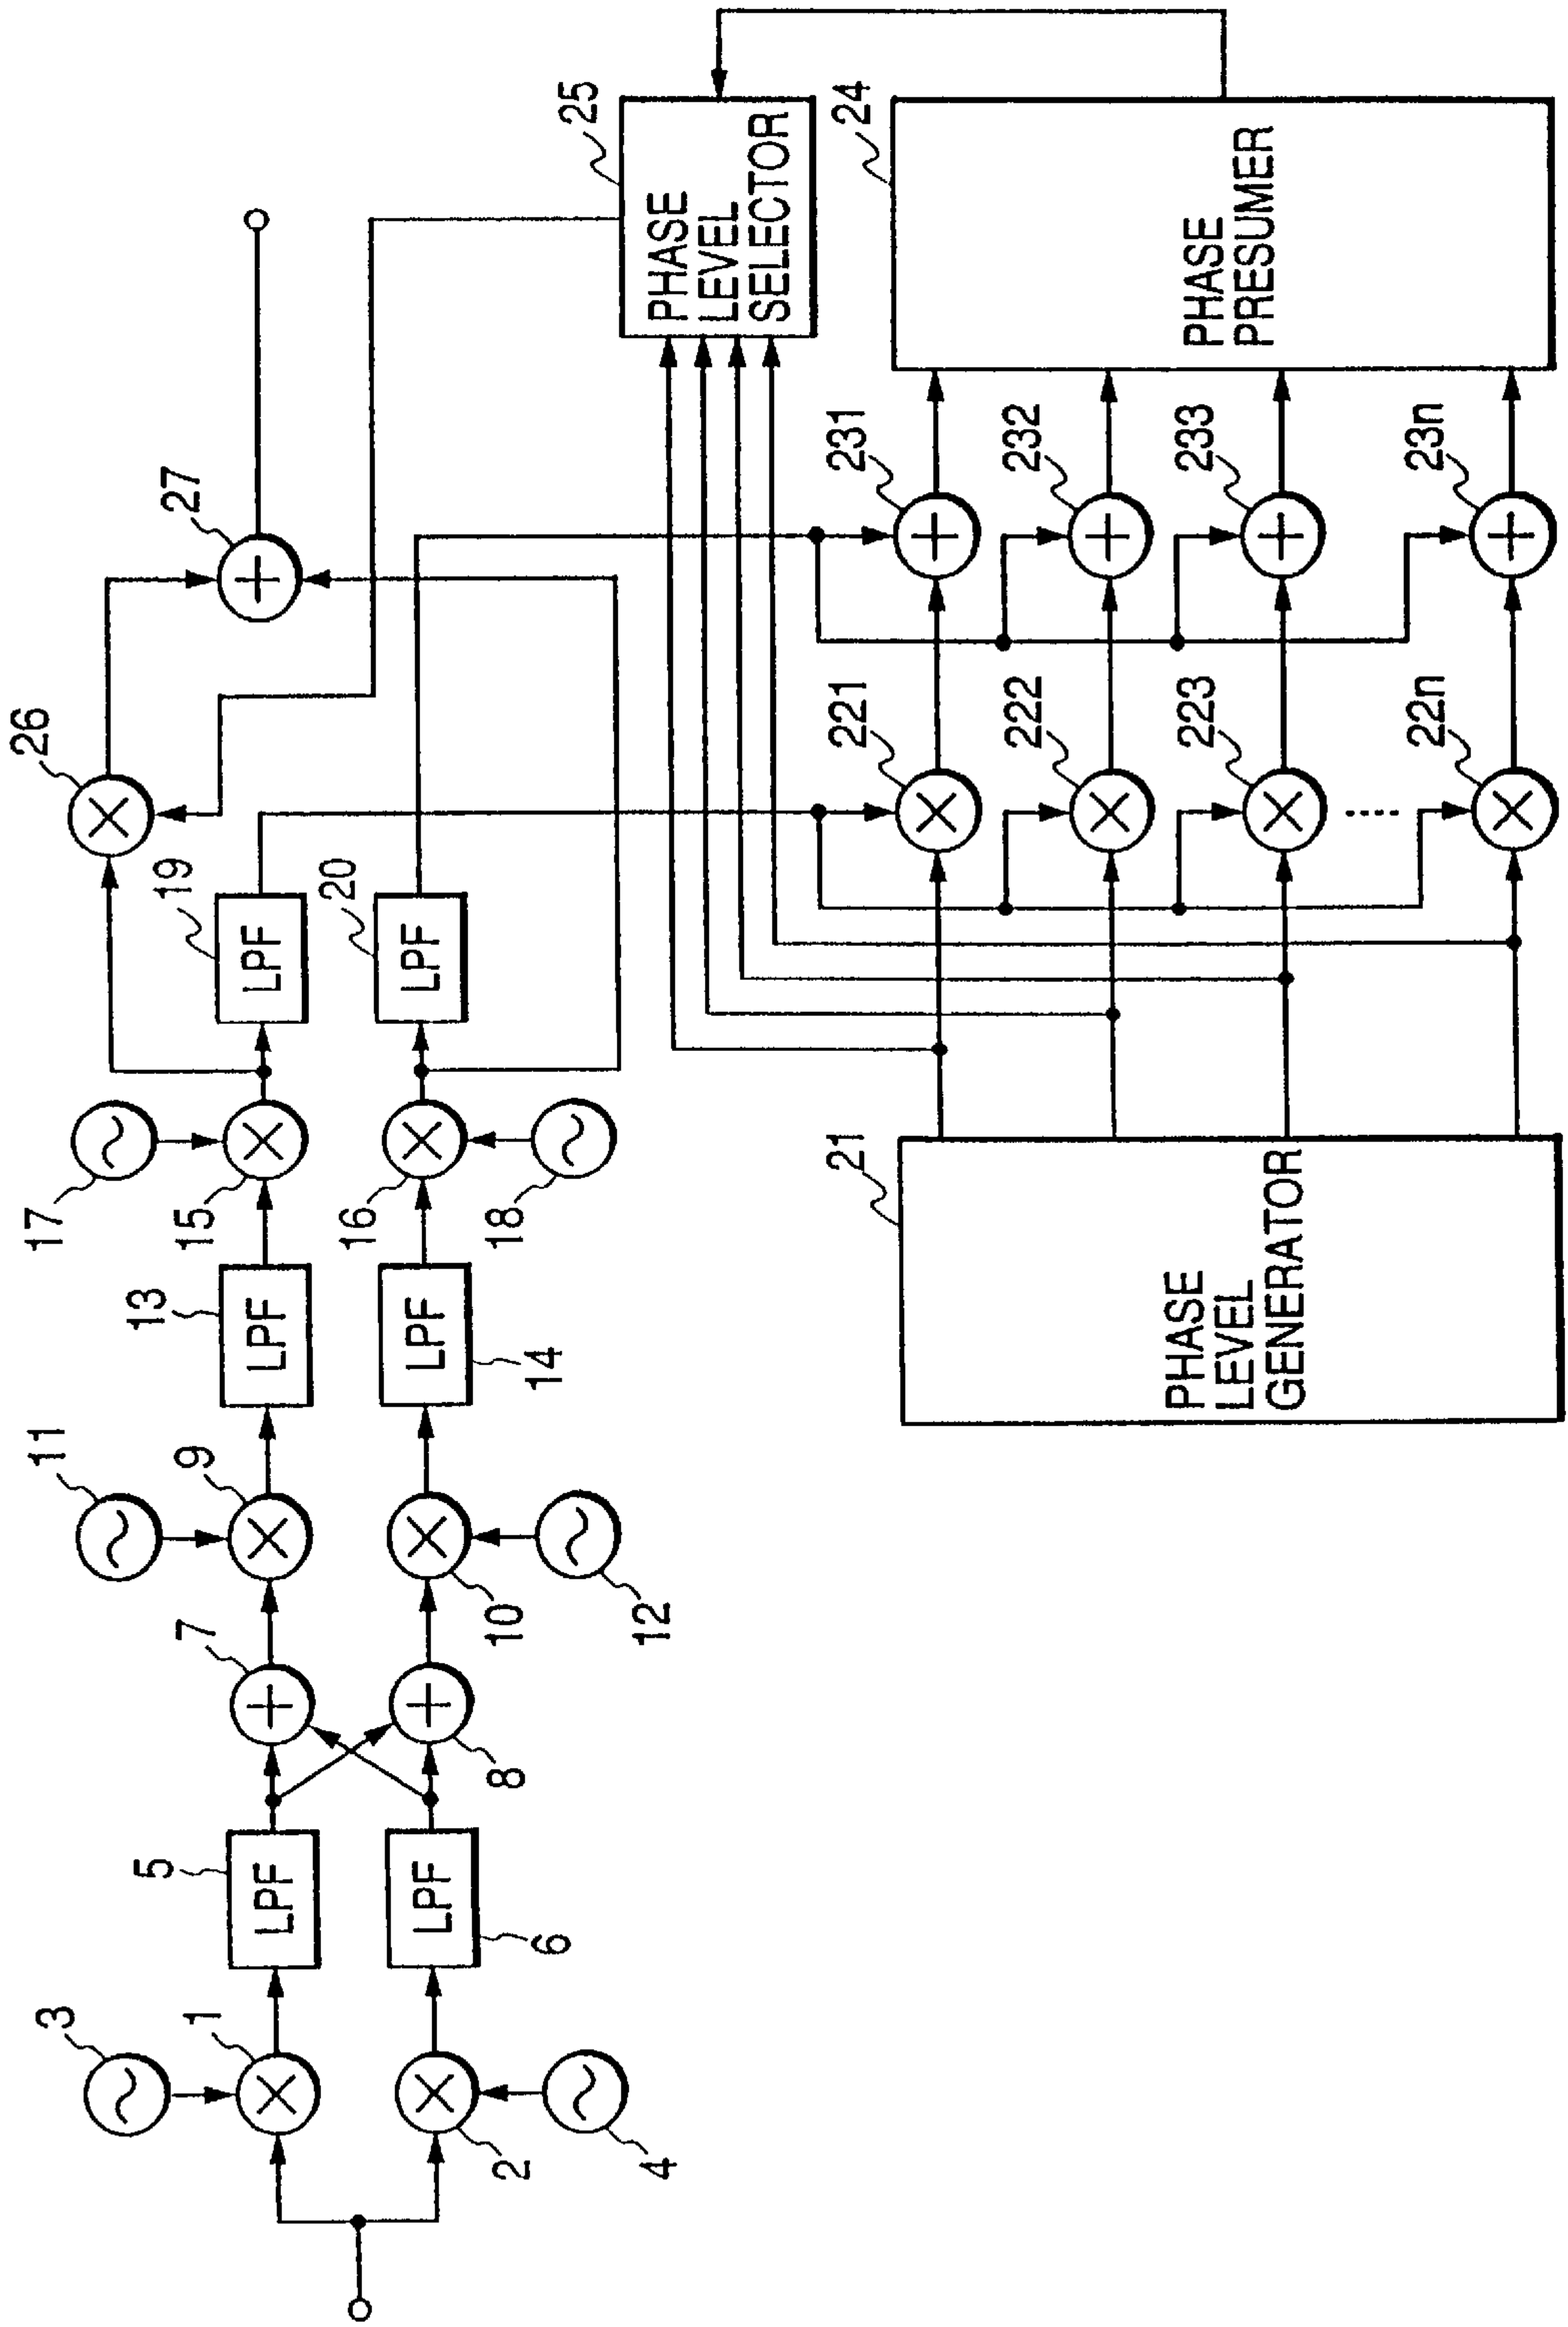 3
1
5
LPF
7
11
9
13
LPF
17
15
19
LPF
26
27
2
4
6
LPF
8
10
12
14
LPF
16
18
20
LPF
25
PHASE
LEVEL
SELECTOR
21
PHASE
LEVEL
GENERATOR
221
231
222
232
223
233
.....
22n
23n
24
PHASE
PRESUMER